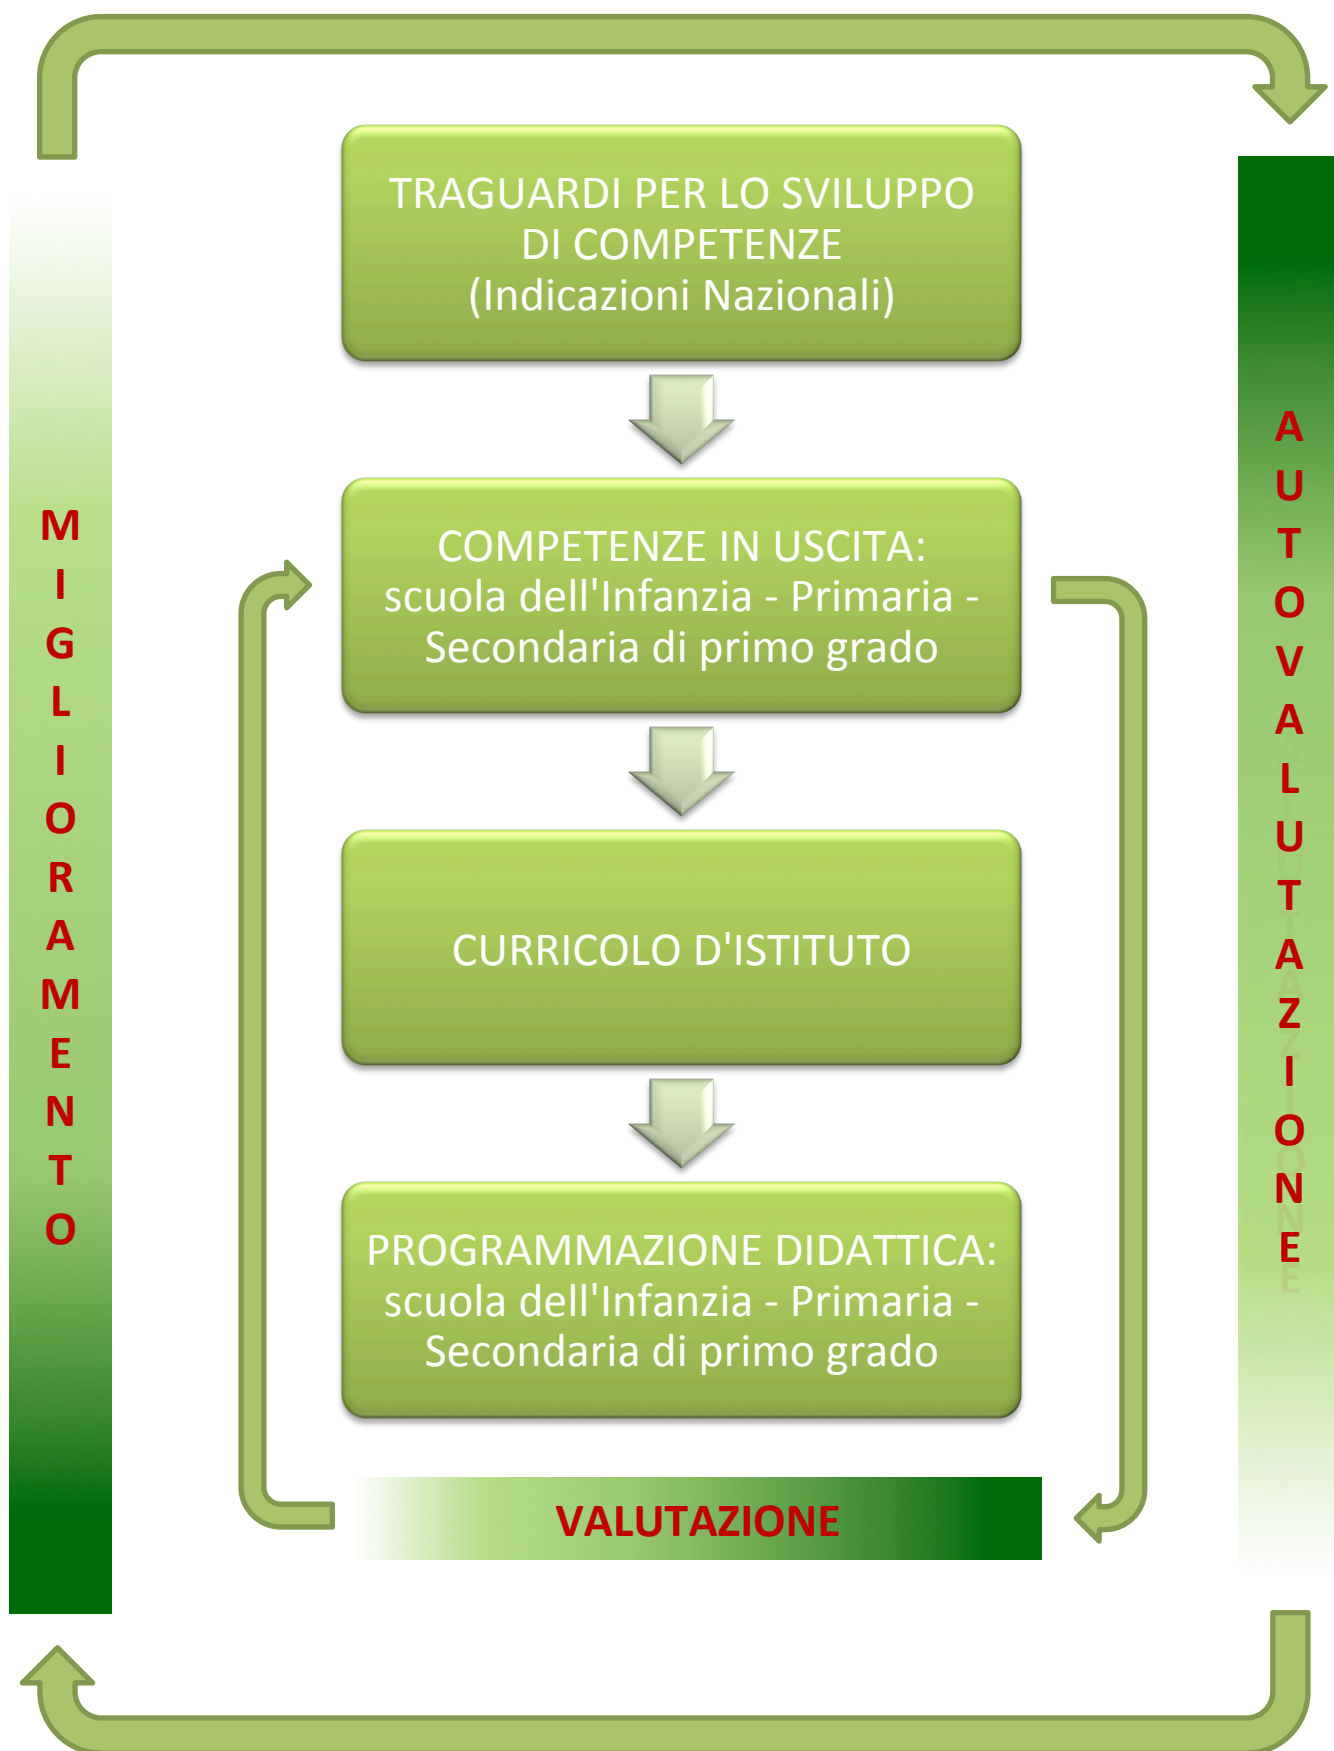 TRAGUARDI PER LO SVILUPPO
DI COMPETENZE
(Indicazioni Nazionali)
COMPETENZE IN USCITA:
scuola dell'Infanzia - Primaria -
Secondaria di primo grado
CURRICOLO D'ISTITUTO
PROGRAMMAZIONE DIDATTICA:
scuola dell'Infanzia - Primaria -
Secondaria di primo grado
VALUTAZIONE
MIGLIORAMENTO
AUTOVALUTAZIONE